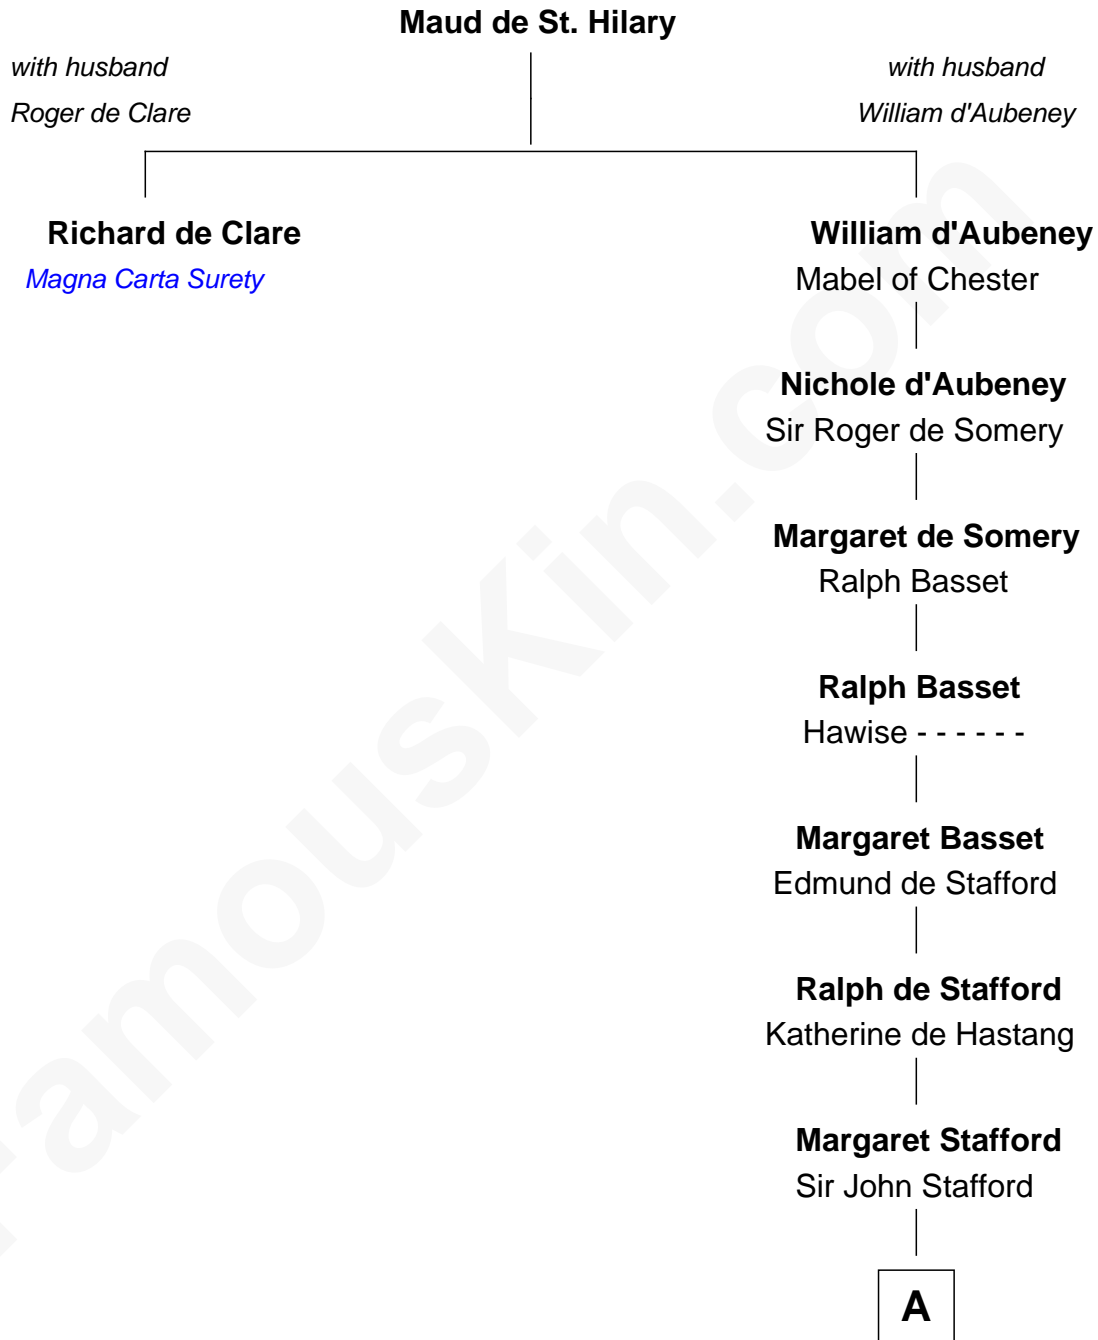 Maud de St. Hilary
with husband
Roger de Clare
with husband
William d'Aubeney
Richard de Clare
Magna Carta Surety
William d'Aubeney
Mabel of Chester
Nichole d'Aubeney
Sir Roger de Somery
Margaret de Somery
Ralph Basset
Ralph Basset
Hawise - - - - - -
Margaret Basset
Edmund de Stafford
Ralph de Stafford
Katherine de Hastang
Margaret Stafford
Sir John Stafford
A
FamousKin.com